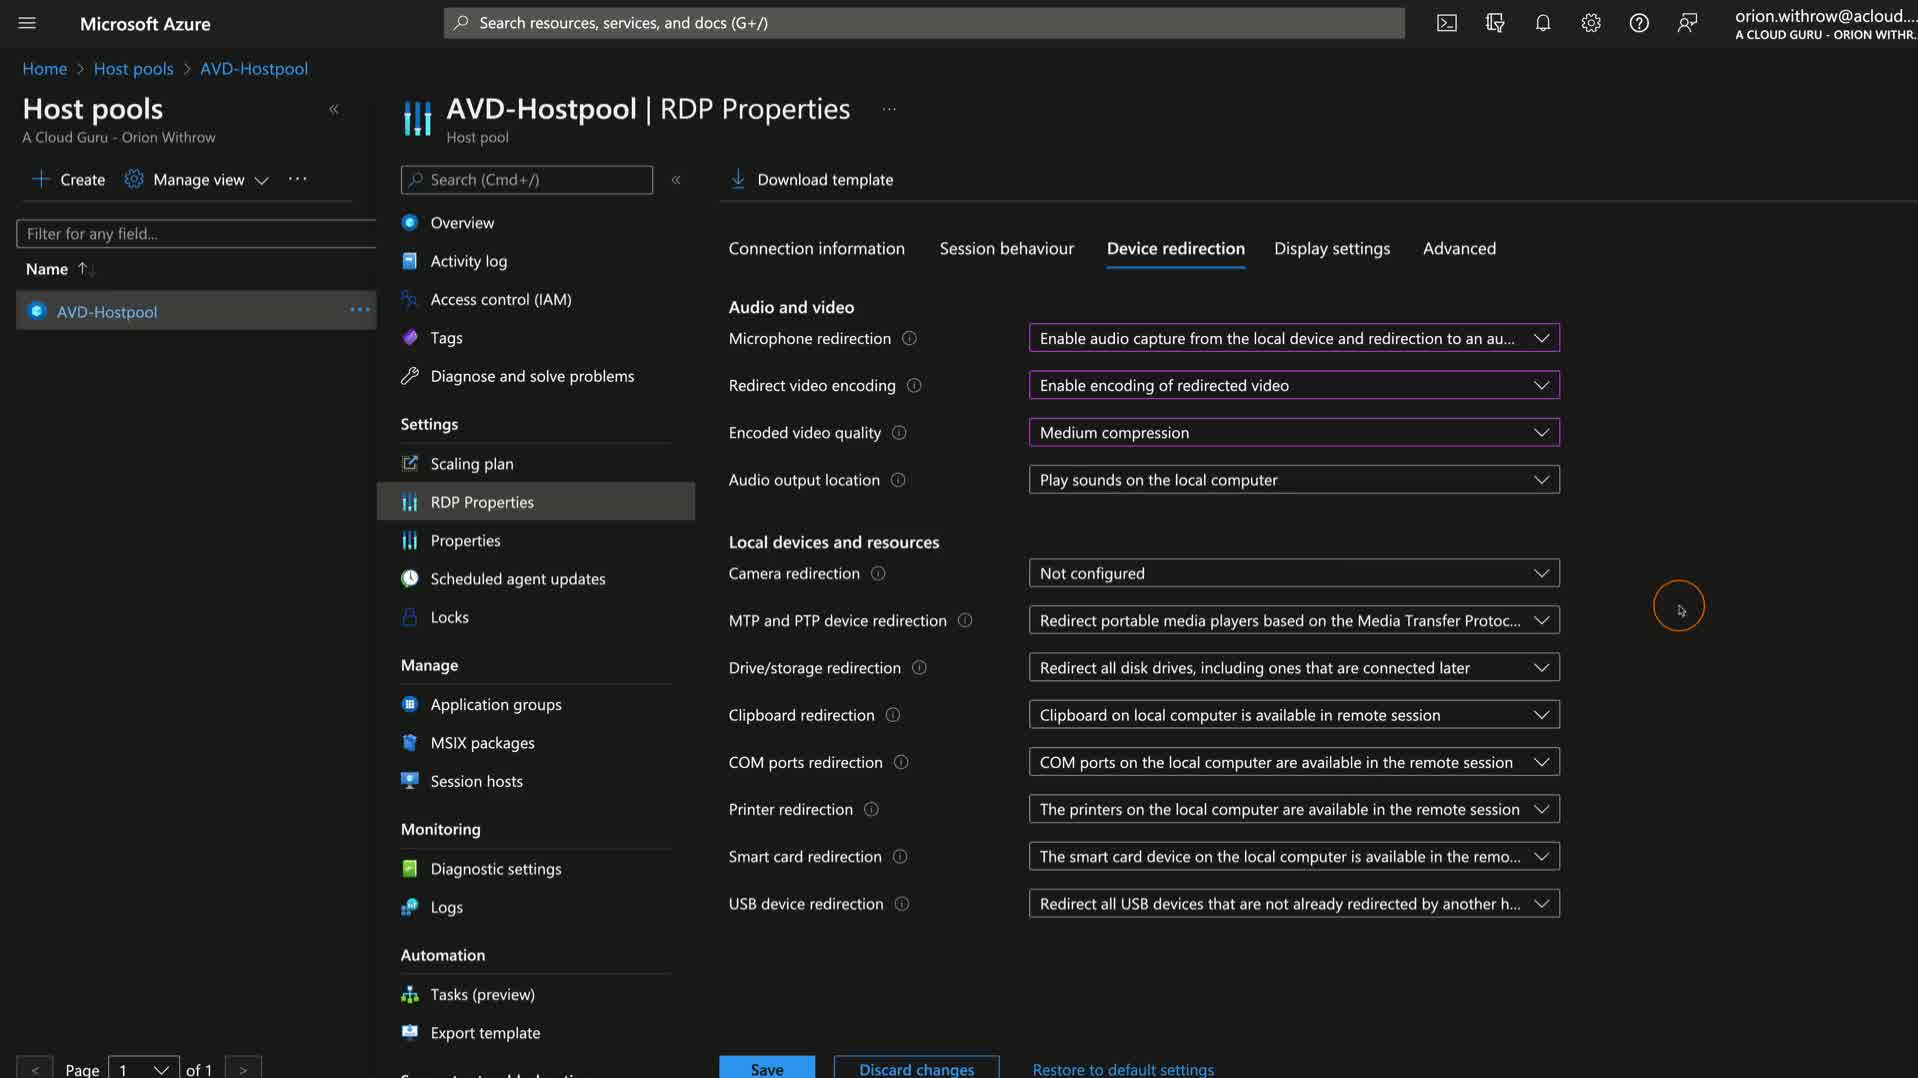 Microsoft Azure
Search resources, services, and docs (G+/)
orion.withrow@acloud....
A CLOUD GURU - ORION WITHR...
Home > Host pools > AVD-Hostpool
Host pools
A Cloud Guru - Orion Withrow
Create
Manage view
Filter for any field...
Name
AVD-Hostpool
Page 1 of 1
AVD-Hostpool | RDP Properties
Host pool
Search (Cmd+/)
Overview
Activity log
Access control (IAM)
Tags
Diagnose and solve problems
Settings
Scaling plan
RDP Properties
Properties
Scheduled agent updates
Locks
Manage
Application groups
MSIX packages
Session hosts
Monitoring
Diagnostic settings
Logs
Automation
Tasks (preview)
Export template
Download template
Connection information
Session behaviour
Device redirection
Display settings
Advanced
Audio and video
Microphone redirection
Enable audio capture from the local device and redirection to an au...
Redirect video encoding
Enable encoding of redirected video
Encoded video quality
Medium compression
Audio output location
Play sounds on the local computer
Local devices and resources
Camera redirection
Not configured
MTP and PTP device redirection
Redirect portable media players based on the Media Transfer Protoc...
Drive/storage redirection
Redirect all disk drives, including ones that are connected later
Clipboard redirection
Clipboard on local computer is available in remote session
COM ports redirection
COM ports on the local computer are available in the remote session
Printer redirection
The printers on the local computer are available in the remote session
Smart card redirection
The smart card device on the local computer is available in the remo...
USB device redirection
Redirect all USB devices that are not already redirected by another h...
Save
Discard changes
Restore to default settings